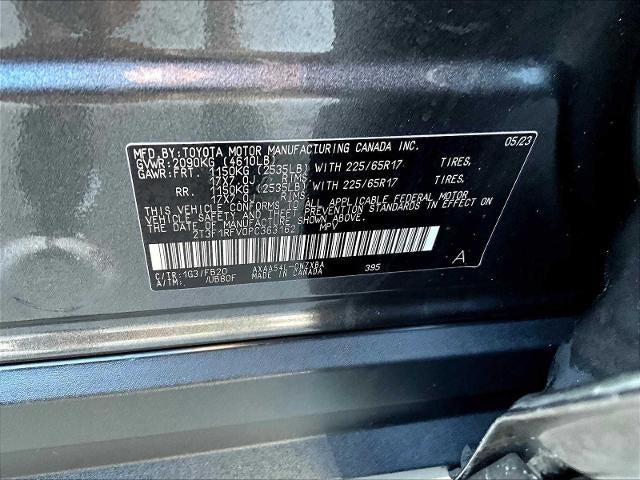 MFD.BY:TOYOTA MOTOR MANUFACTURING CANADA INC. 05/23
GVWR:2090KG (4610LB)
GAWR:FRT. 1150KG (2535LB) WITH 225/65R17 TIRES.
17X7.0J RIMS.
RR. 1150KG (2535LB) WITH 225/65R17 TIRES.
17X7.0J RIMS.
THIS VEHICLE CONFORMS TO ALL APPLICABLE FEDERAL MOTOR
VEHICLE SAFETY AND THEFT PREVENTION STANDARDS IN
EFFECT ON THE DATE OF MANUFACTURE SHOWN ABOVE.
2T3F1RFV0PC363162 MPV
C/TR:1G3/FB20 AXAA54L-CNZXBA 395 A
A/TM: /UB80F MADE IN CANADA